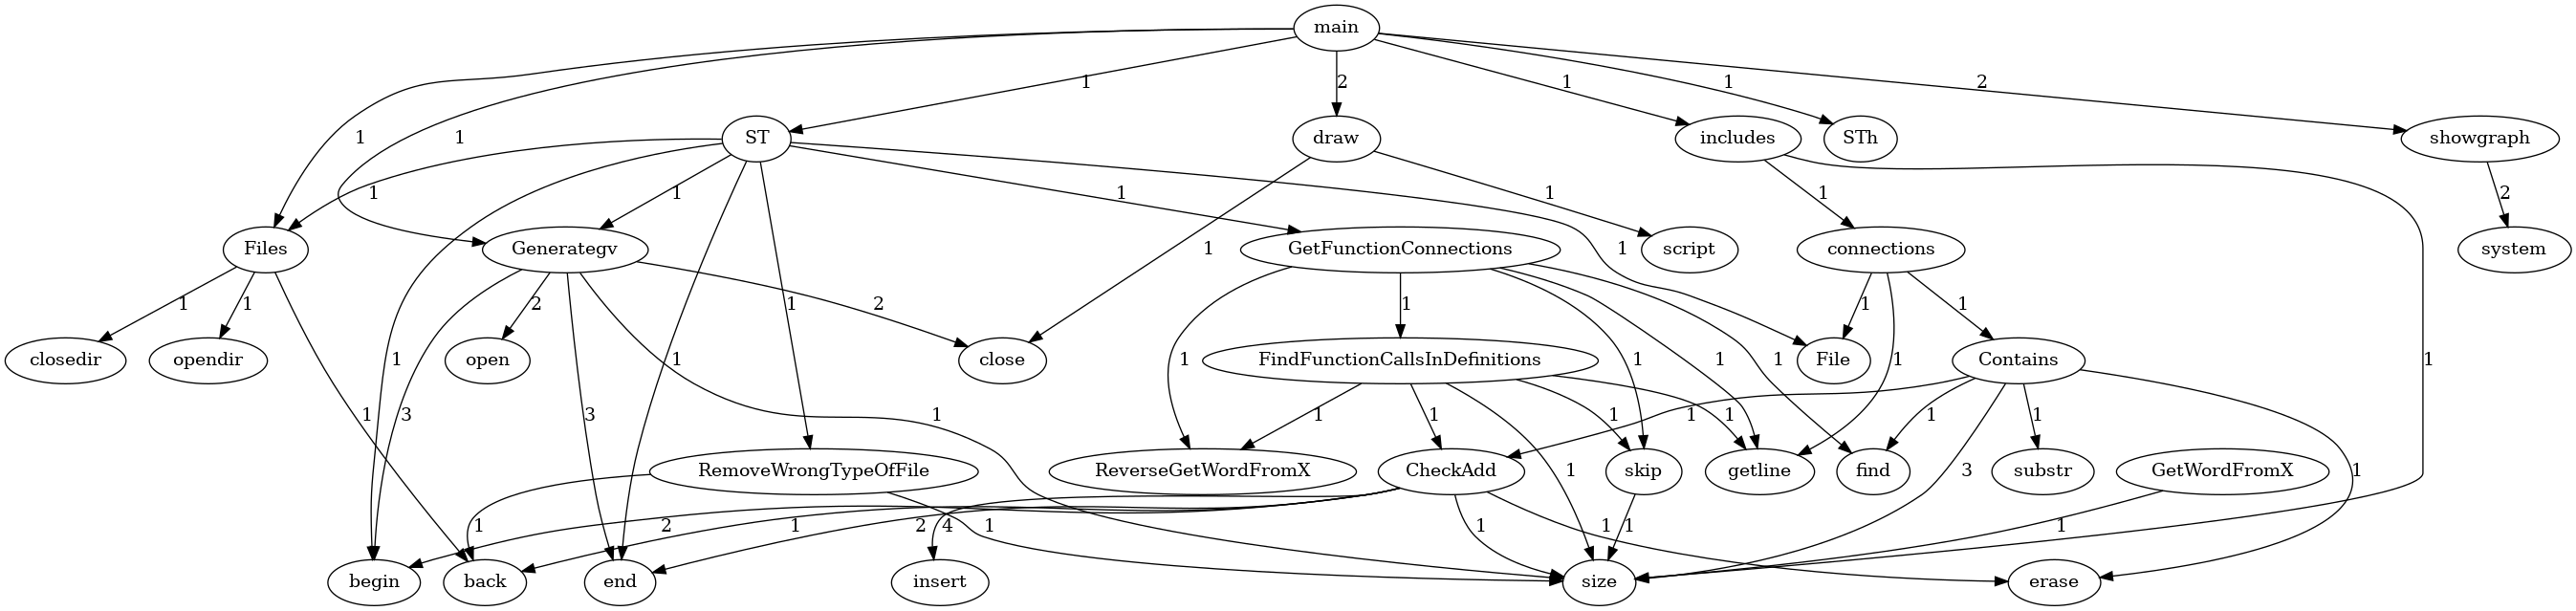 main
1 2 1 1 2
1 1
ST draw includes STh showgraph
1 1 1 1 1 2
Files Generategv GetFunctionConnections script connections system
1 1
1 1 2 2 1 1 1
closedir opendir open close FindFunctionCallsInDefinitions File Contains
1 1 1 1 1 1
1 3 3 1 1 1 1 1 1 1 1 1
RemoveWrongTypeOfFile ReverseGetWordFromX CheckAdd skip getline find substr GetWordFromX
1 3 1
1 2 1 2 4 1 1 1 1 1
begin back end insert size erase